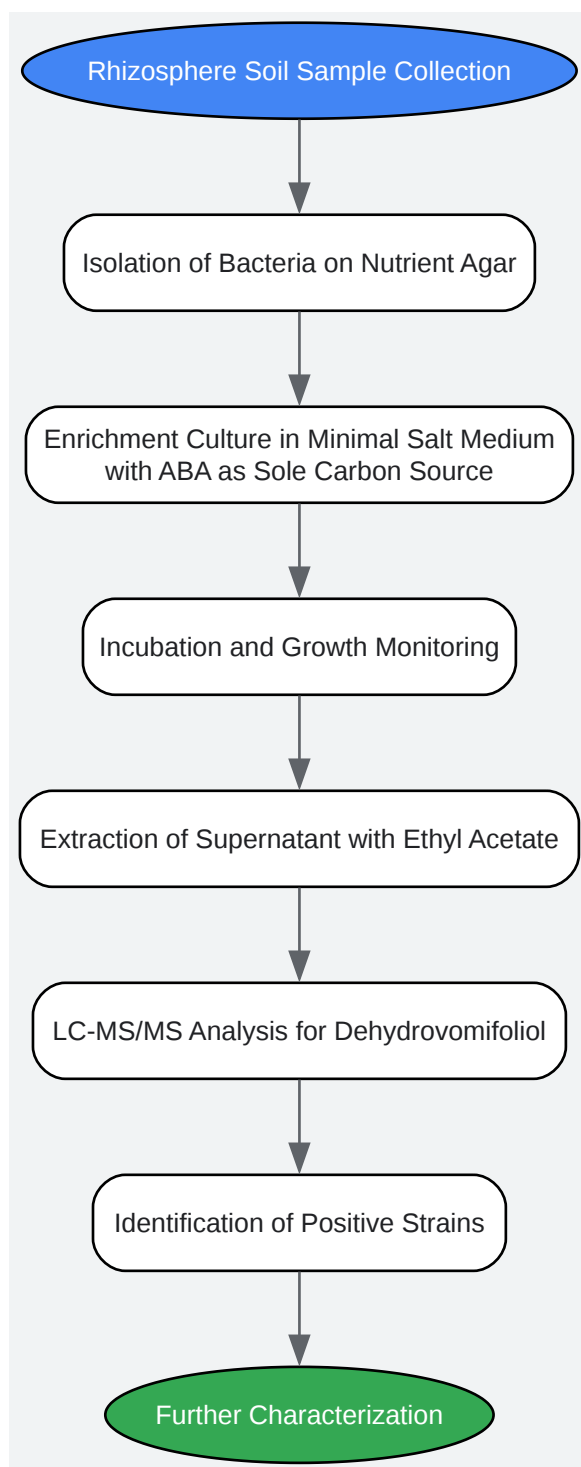 Rhizosphere Soil Sample Collection
Isolation of Bacteria on Nutrient Agar
Enrichment Culture in Minimal Salt Medium
with ABA as Sole Carbon Source
Incubation and Growth Monitoring
Extraction of Supernatant with Ethyl Acetate
LC-MS/MS Analysis for Dehydrovomifoliol
Identification of Positive Strains
Further Characterization